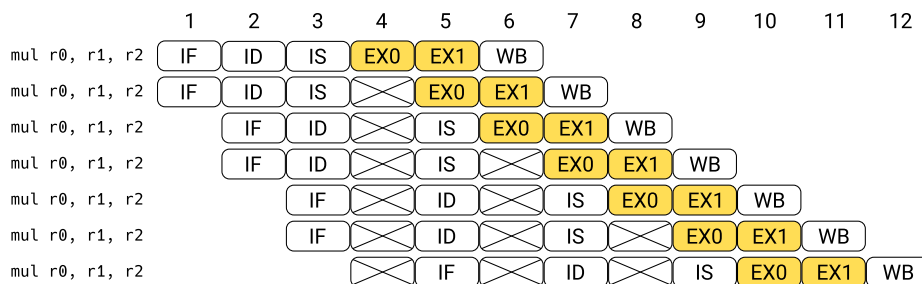 1 2 3 4 5 6 7 8 9 10 11 12
mul r0, r1, r2 IF ID IS EX0 EX1 WB
mul r0, r1, r2 IF ID IS EX0 EX1 WB
mul r0, r1, r2 IF ID IS EX0 EX1 WB
mul r0, r1, r2 IF ID IS EX0 EX1 WB
mul r0, r1, r2 IF ID IS EX0 EX1 WB
mul r0, r1, r2 IF ID IS EX0 EX1 WB
mul r0, r1, r2 IF ID IS EX0 EX1 WB